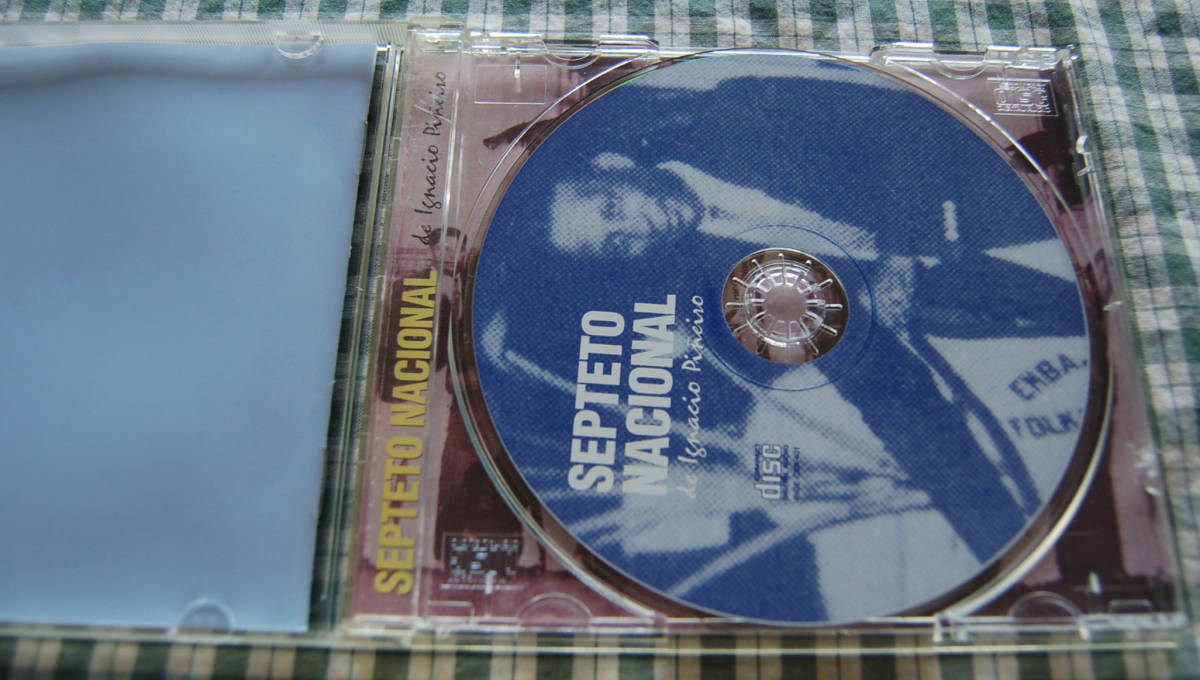 SEPTETO NACIONAL
de Ignacio Piñeiro
SEPTETO
NACIONAL
de Ignacio Piñeiro
disc
EMBA.
FOLK